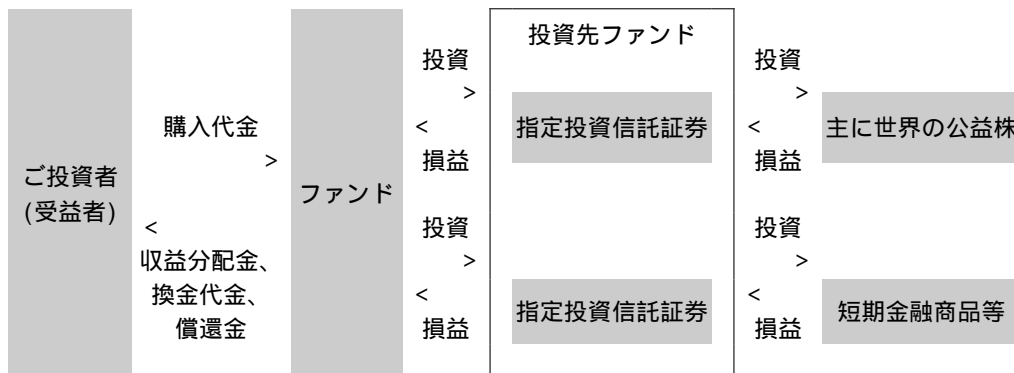 投資先ファンド
投資
>
投資
>
購入代金
>
<
指定投資信託証券
<
主に世界の公益株
損益
損益
ご投資者
(受益者)
ファンド
<
収益分配金、
換金代金、
償還金
投資
>
投資
>
<
指定投資信託証券
<
短期金融商品等
損益
損益